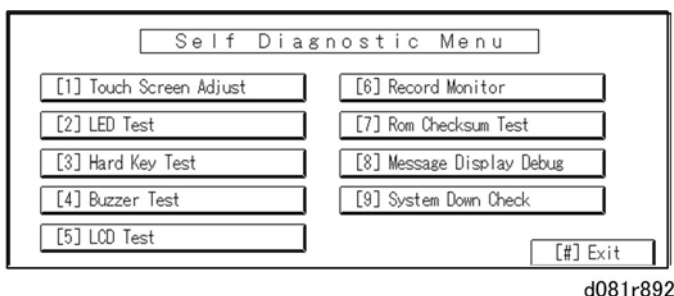 Self Diagnostic Menu
[1] Touch Screen Adjust
[2] LED Test
[3] Hard Key Test
[4] Buzzer Test
[5] LCD Test
[6] Record Monitor
[7] Rom Checksum Test
[8] Message Display Debug
[9] System Down Check
[#] Exit
d081r892